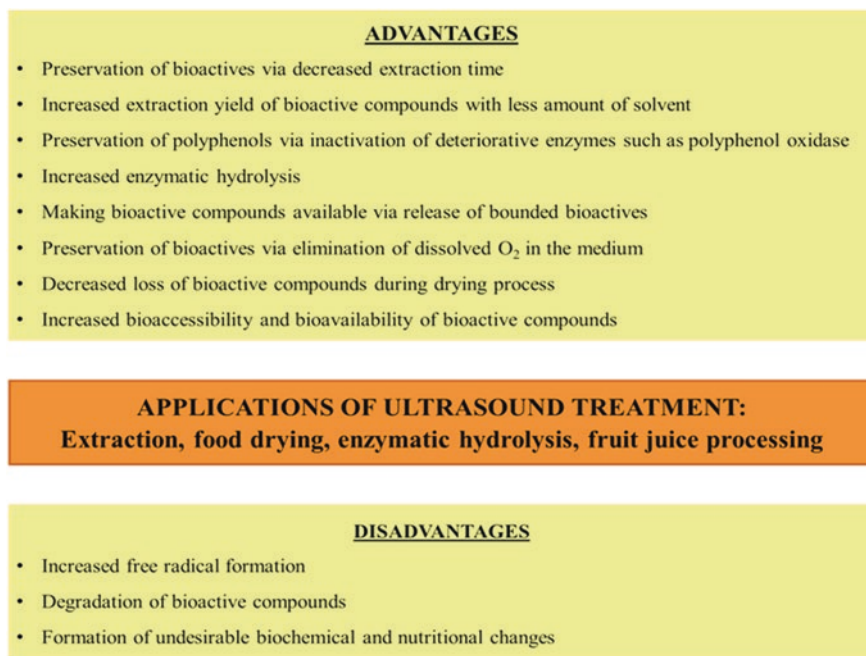 ADVANTAGES
• Preservation of bioactives via decreased extraction time
• Increased extraction yield of bioactive compounds with less amount of solvent
• Preservation of polyphenols via inactivation of deteriorative enzymes such as polyphenol oxidase
• Increased enzymatic hydrolysis
• Making bioactive compounds available via release of bounded bioactives
• Preservation of bioactives via elimination of dissolved O₂ in the medium
• Decreased loss of bioactive compounds during drying process
• Increased bioaccessibility and bioavailability of bioactive compounds
APPLICATIONS OF ULTRASOUND TREATMENT:
Extraction, food drying, enzymatic hydrolysis, fruit juice processing
DISADVANTAGES
• Increased free radical formation
• Degradation of bioactive compounds
• Formation of undesirable biochemical and nutritional changes